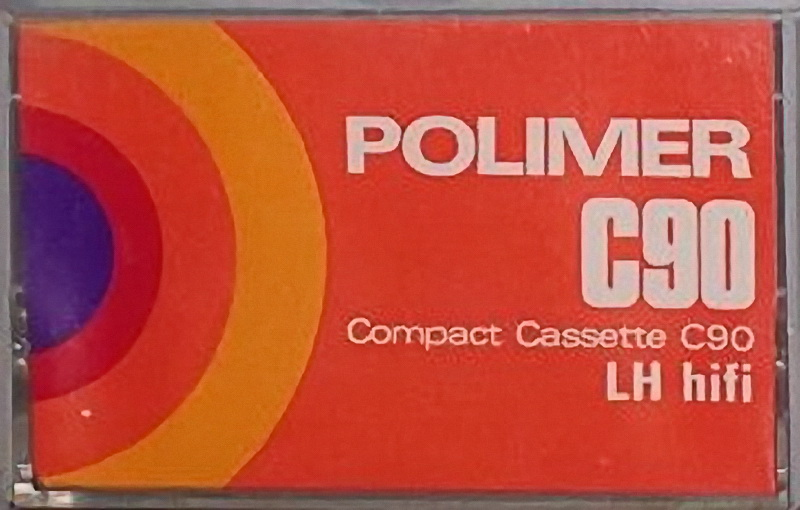 POLIMER
C90
Compact Cassette C90
LH hifi